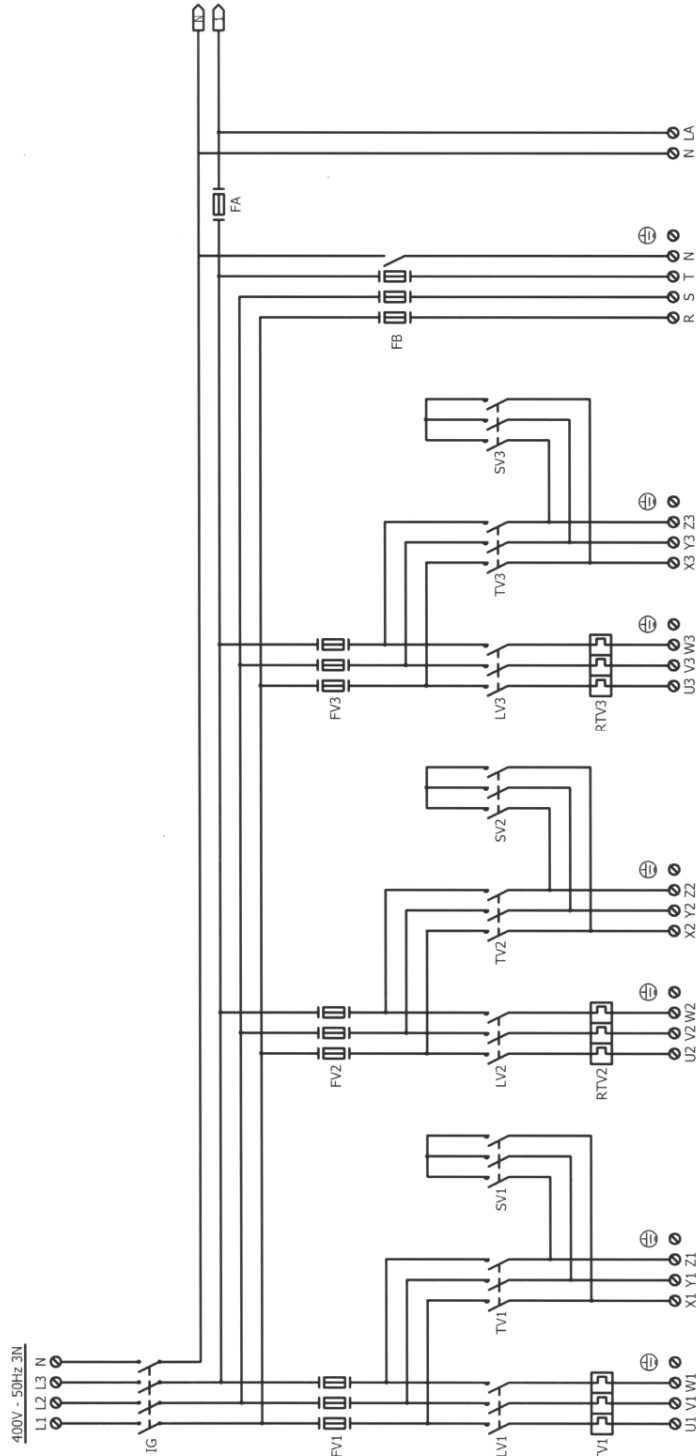 400V - 50Hz 3N
L1 L2 L3 N
N
IG
FA
FV1 FV2 FV3 FB
LV1 TV1 SV1 LV2 TV2 SV2 LV3 TV3 SV3
TV1 RTV2 RTV3
U1 V1 W1 X1 Y1 Z1 U2 V2 W2 X2 Y2 Z2 U3 V3 W3 X3 Y3 Z3 R S T N N LA